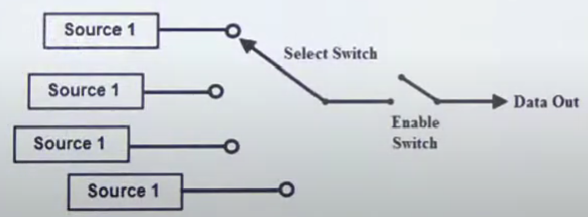 Source 1
Select Switch
Source 1
Data Out
Enable
Switch
Source 1
Source 1